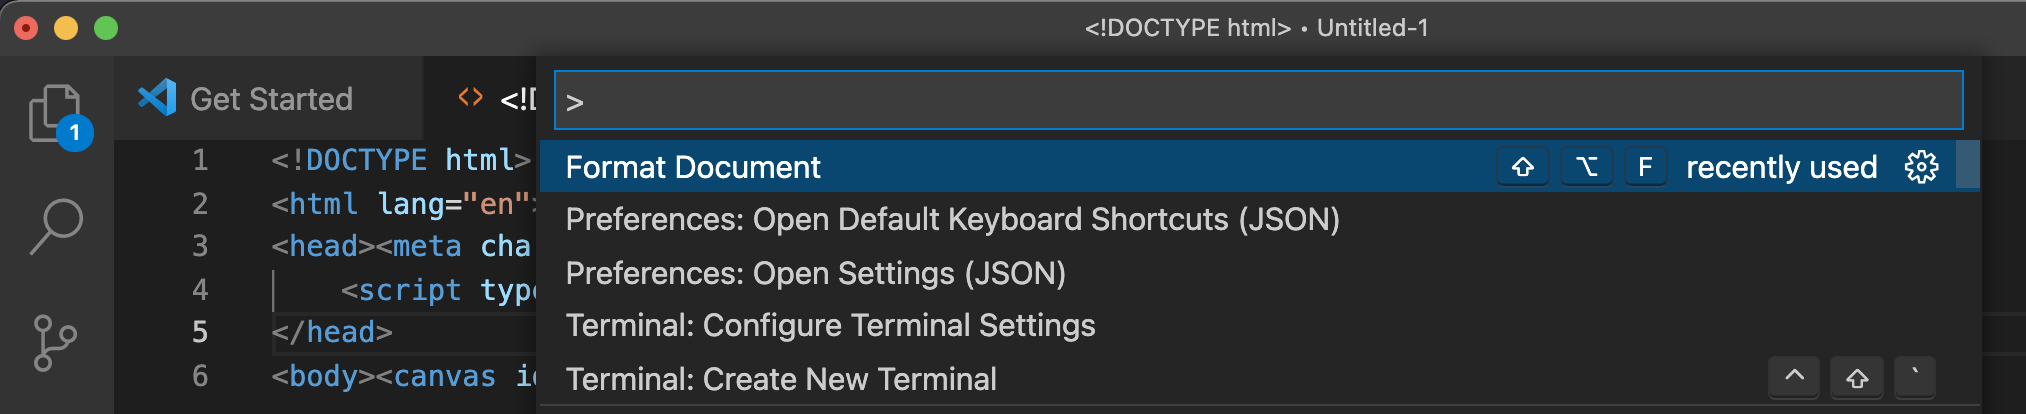 <!DOCTYPE html> • Untitled-1
Get Started
<> <!D
1
>
Format Document ⇧ ⌥ F recently used
Preferences: Open Default Keyboard Shortcuts (JSON)
Preferences: Open Settings (JSON)
Terminal: Configure Terminal Settings
Terminal: Create New Terminal ^ ⇧ `
1 <!DOCTYPE html>
2 <html lang="en">
3 <head><meta cha
4 <script type
5 </head>
6 <body><canvas id